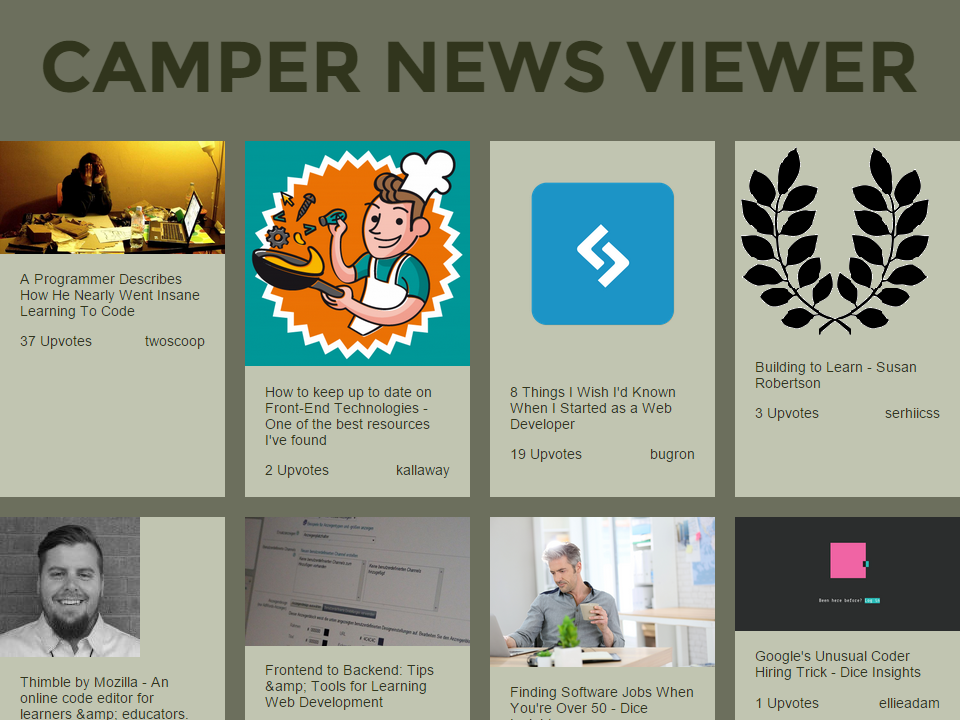 CAMPER NEWS VIEWER
A Programmer Describes
How He Nearly Went Insane
Learning To Code
37 Upvotes twoscoop
How to keep up to date on
Front-End Technologies -
One of the best resources
I've found
2 Upvotes kallaway
8 Things I Wish I'd Known
When I Started as a Web
Developer
19 Upvotes bugron
Building to Learn - Susan
Robertson
3 Upvotes serhiicss
Thimble by Mozilla - An
online code editor for
learners &amp; educators.
Frontend to Backend: Tips
&amp; Tools for Learning
Web Development
Finding Software Jobs When
You're Over 50 - Dice
Been here before? Log in
Google's Unusual Coder
Hiring Trick - Dice Insights
1 Upvotes ellieadam